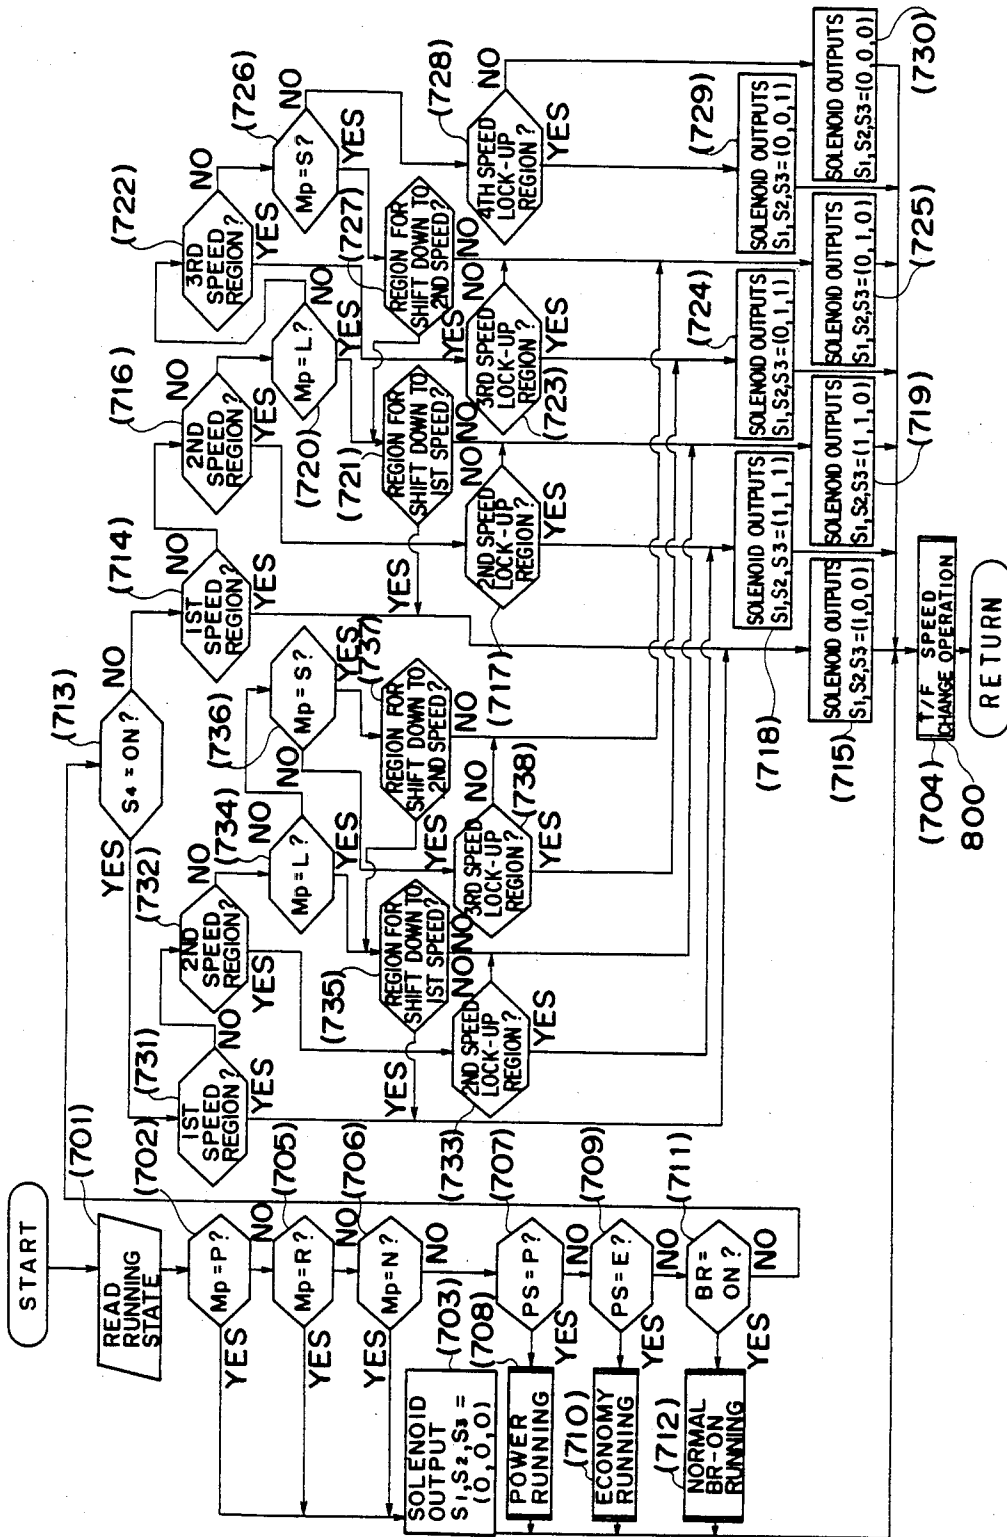 START
(701)
READ
RUNNING
STATE
(702)
Mp=P?
YES
NO
(705)
Mp=R?
YES
NO
(706)
Mp=N?
YES
NO
(703)
SOLENOID
OUTPUT
S1,S2,S3=
(0,0,0)
(707)
PS=P?
YES
NO
(708)
POWER
RUNNING
(709)
PS=E?
YES
NO
(710)
ECONOMY
RUNNING
(711)
BR=
ON?
YES
NO
(712)
NORMAL
BR-ON
RUNNING
(713)
S4=ON?
YES
NO
(731)
1ST
SPEED
REGION?
YES
NO
(732)
2ND
SPEED
REGION?
YES
NO
(733)
2ND SPEED
LOCK-UP
REGION?
YES
NO
(734)
Mp=L?
YES
NO
(735)
REGION FOR
SHIFT DOWN TO
1ST SPEED?
YES
NO
(736)
Mp=S?
YES
NO
(737)
REGION FOR
SHIFT DOWN TO
2ND SPEED?
YES
NO
(738)
3RD SPEED
LOCK-UP
REGION?
YES
NO
(714)
1ST
SPEED
REGION?
YES
NO
(716)
2ND
SPEED
REGION?
YES
NO
(717)
2ND SPEED
LOCK-UP
REGION?
YES
NO
(720)
Mp=L?
YES
NO
(721)
REGION FOR
SHIFT DOWN TO
1ST SPEED?
YES
NO
(722)
3RD
SPEED
REGION?
YES
NO
(723)
3RD SPEED
LOCK-UP
REGION?
YES
NO
(726)
Mp=S?
YES
NO
(727)
REGION FOR
SHIFT DOWN TO
2ND SPEED?
YES
NO
(728)
4TH SPEED
LOCK-UP
REGION?
YES
NO
(715)
SOLENOID OUTPUTS
S1,S2,S3=(1,0,0)
(718)
SOLENOID OUTPUTS
S1,S2,S3=(1,1,1)
(719)
SOLENOID OUTPUTS
S1,S2,S3=(1,1,0)
(724)
SOLENOID OUTPUTS
S1,S2,S3=(0,1,1)
(725)
SOLENOID OUTPUTS
S1,S2,S3=(0,1,0)
(729)
SOLENOID OUTPUTS
S1,S2,S3=(0,0,1)
(730)
SOLENOID OUTPUTS
S1,S2,S3=(0,0,0)
(704)
T/F SPEED
CHANGE OPERATION
800
RETURN